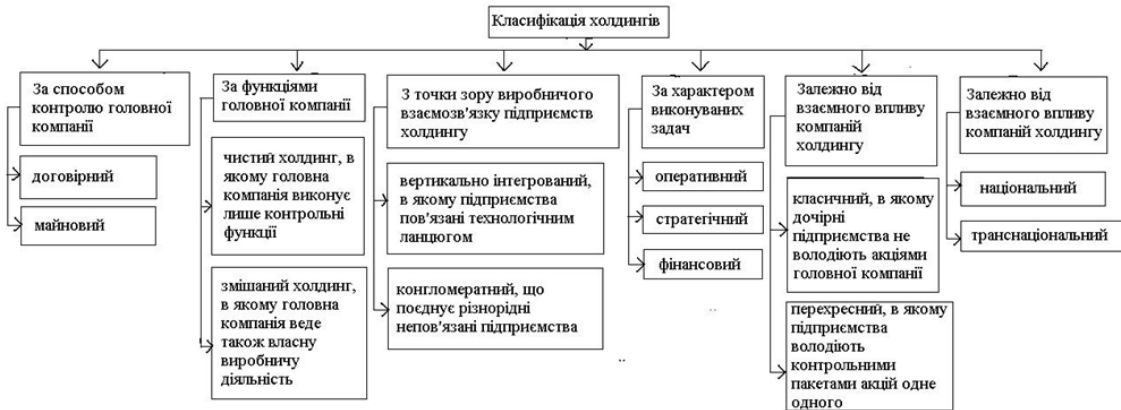 Класифікація холдингів
За способом
контролю головної
компанії
договірний
майновий
За функціями
головної компанії
чистий холдинг, в
якому головна
компанія виконує
лише контрольні
функції
змішаний холдинг,
в якому головна
компанія веде
також власну
виробничу
діяльність
З точки зору виробничого
взаємозв'язку підприємств
холдингу
вертикально інтегрований,
в якому підприємства
пов'язані технологічним
ланцюгом
конгломератний, що
поєднує різнорідні
непов'язані підприємства
За характером
виконуваних
задач
оперативний
стратегічний
фінансовий
Залежно від
взаємного впливу
компаній
холдингу
класичний, в якому
дочірні
підприємства не
володіють акціями
головної компанії
перехресний, в якому
підприємства
володіють
контрольними
пакетами акцій одне
одного
Залежно від
взаємного впливу
компаній холдингу
національний
транснаціональний